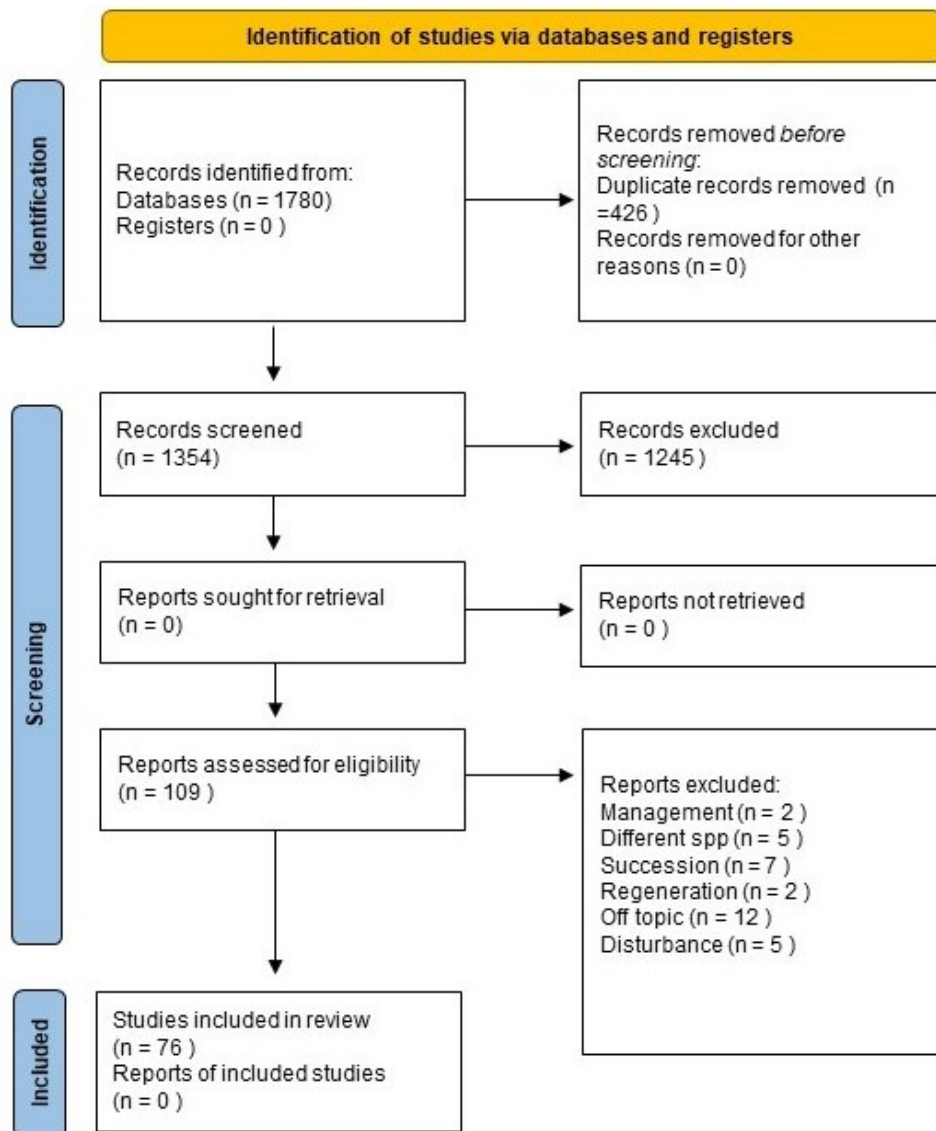 Identification of studies via databases and registers
Identification
Records identified from:
Databases (n = 1780)
Registers (n = 0 )
Records removed before
screening:
Duplicate records removed (n
=426 )
Records removed for other
reasons (n = 0)
Screening
Records screened
(n = 1354)
Records excluded
(n = 1245 )
Reports sought for retrieval
(n = 0)
Reports not retrieved
(n = 0 )
Reports assessed for eligibility
(n = 109 )
Reports excluded:
Management (n = 2 )
Different spp (n = 5 )
Succession (n = 7 )
Regeneration (n = 2 )
Off topic (n = 12 )
Disturbance (n = 5 )
Included
Studies included in review
(n = 76 )
Reports of included studies
(n = 0 )